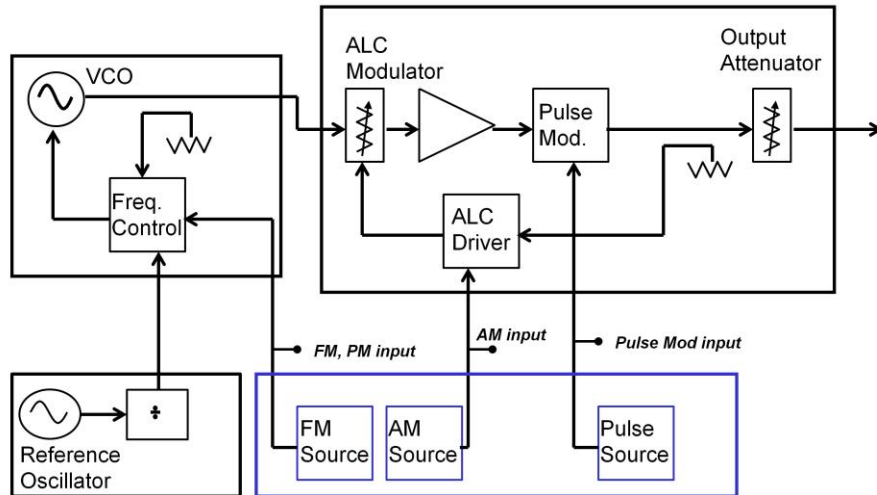 VCO
ALC
Modulator
Output
Attenuator
Pulse
Mod.
Freq.
Control
ALC
Driver
FM, PM input
AM input
Pulse Mod input
÷
Reference
Oscillator
FM
Source
AM
Source
Pulse
Source